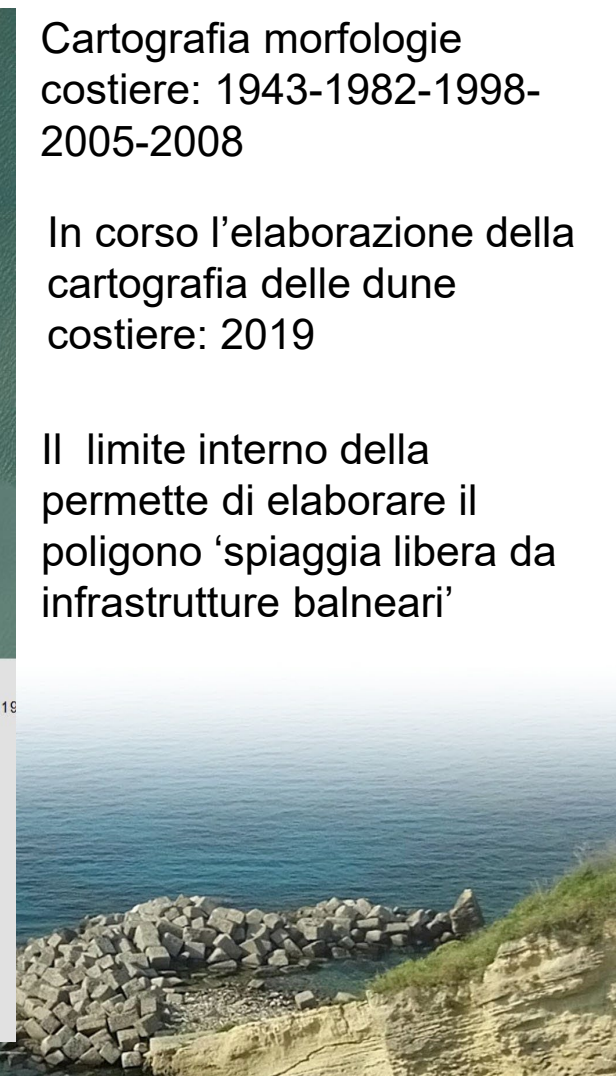 Cartografia morfologie
costiere: 1943-1982-1998-
2005-2008
In corso l’elaborazione della
cartografia delle dune
costiere: 2019
Il  limite interno della
permette di elaborare il
poligono ‘spiaggia libera da
infrastrutture balneari’
19